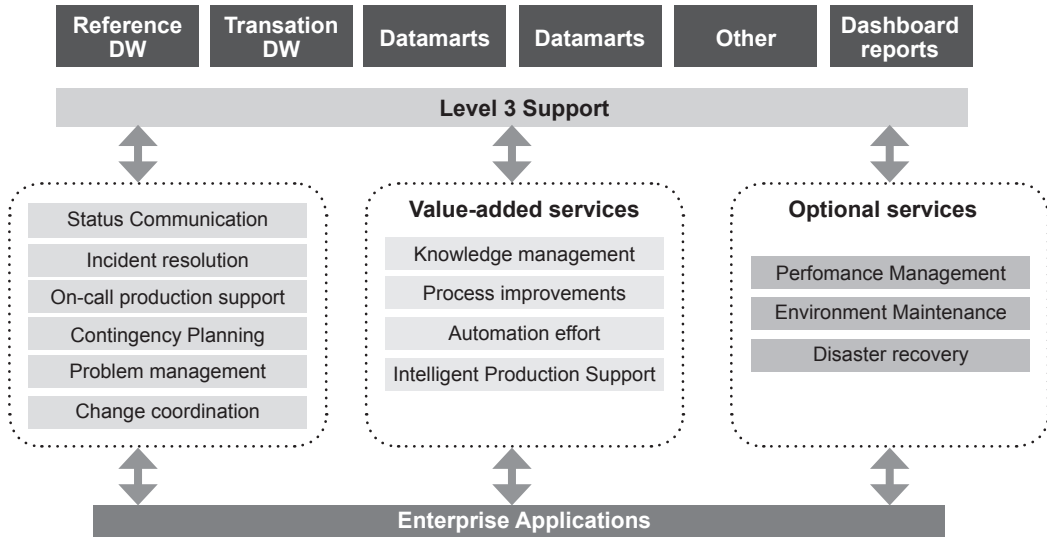 Reference
DW
Transation
DW
Datamarts
Datamarts
Other
Dashboard
reports
Level 3 Support
Status Communication
Incident resolution
On-call production support
Contingency Planning
Problem management
Change coordination
Value-added services
Knowledge management
Process improvements
Automation effort
Intelligent Production Support
Optional services
Perfomance Management
Environment Maintenance
Disaster recovery
Enterprise Applications